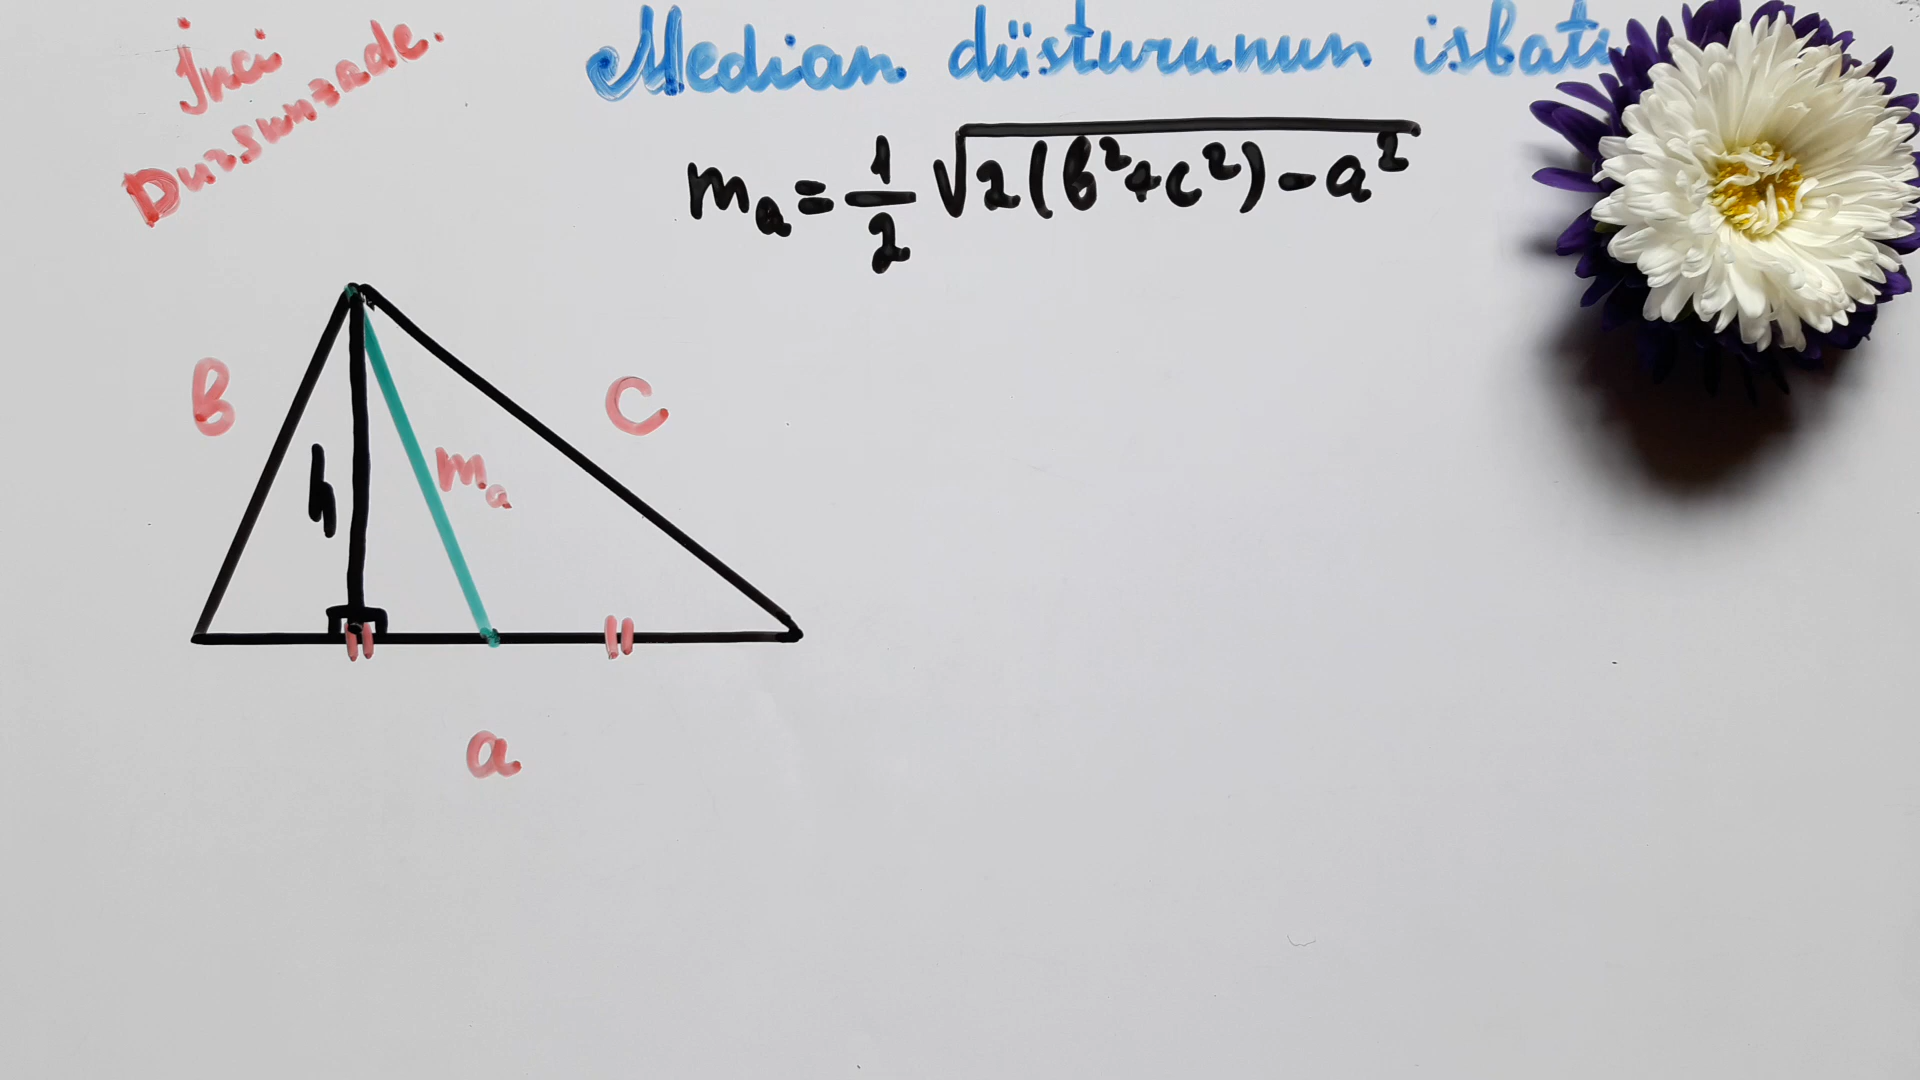 İnci
Dursunzade.
Median düsturunun isbatı
mₐ = 1/2 √2(b²+c²) - a²
b
c
h
mₐ
a